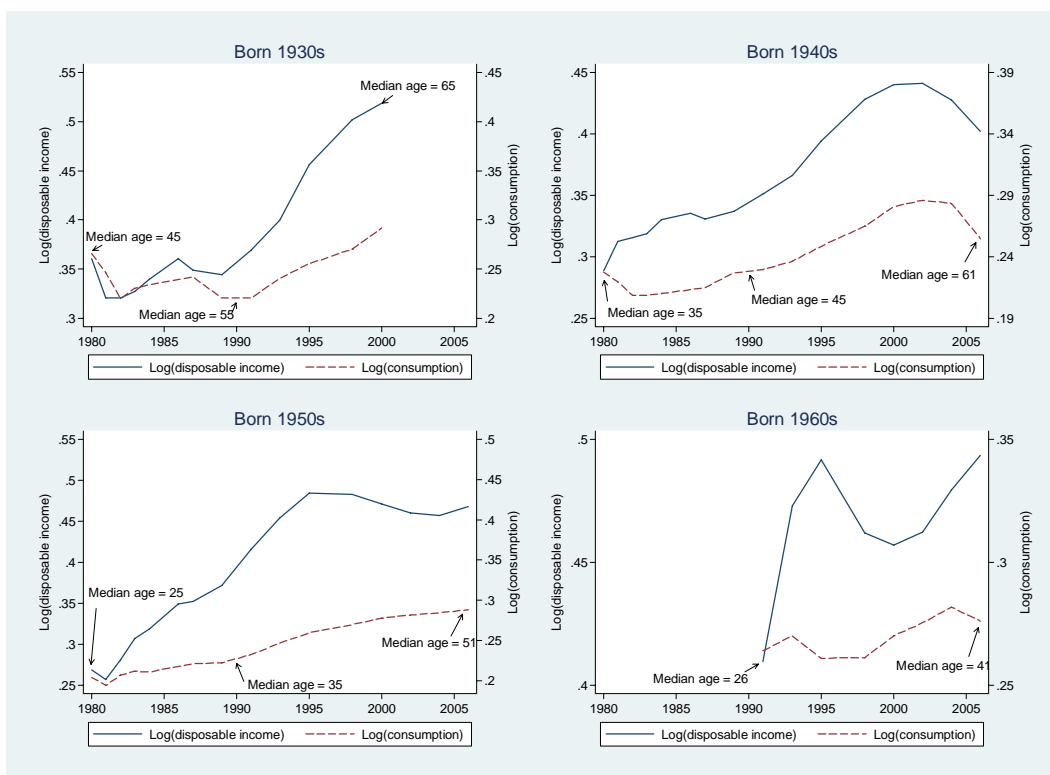 Born 1930s
.55
.5
.45
.4
.35
.3
Log(disposable income)
.45
.4
.35
.3
.25
.2
Log(consumption)
Median age = 65
Median age = 45
Median age = 55
1980 1985 1990 1995 2000 2005
Log(disposable income) Log(consumption)
Born 1940s
.45
.4
.35
.3
.25
Log(disposable income)
.39
.34
.29
.24
.19
Log(consumption)
Median age = 61
Median age = 45
Median age = 35
1980 1985 1990 1995 2000 2005
Log(disposable income) Log(consumption)
Born 1950s
.55
.5
.45
.4
.35
.3
.25
Log(disposable income)
.5
.45
.4
.35
.3
.25
.2
Log(consumption)
Median age = 25
Median age = 51
Median age = 35
1980 1985 1990 1995 2000 2005
Log(disposable income) Log(consumption)
Born 1960s
.5
.4
Log(disposable income)
.35
.3
.25
Log(consumption)
Median age = 41
Median age = 26
1980 1985 1990 1995 2000 2005
Log(disposable income) Log(consumption)